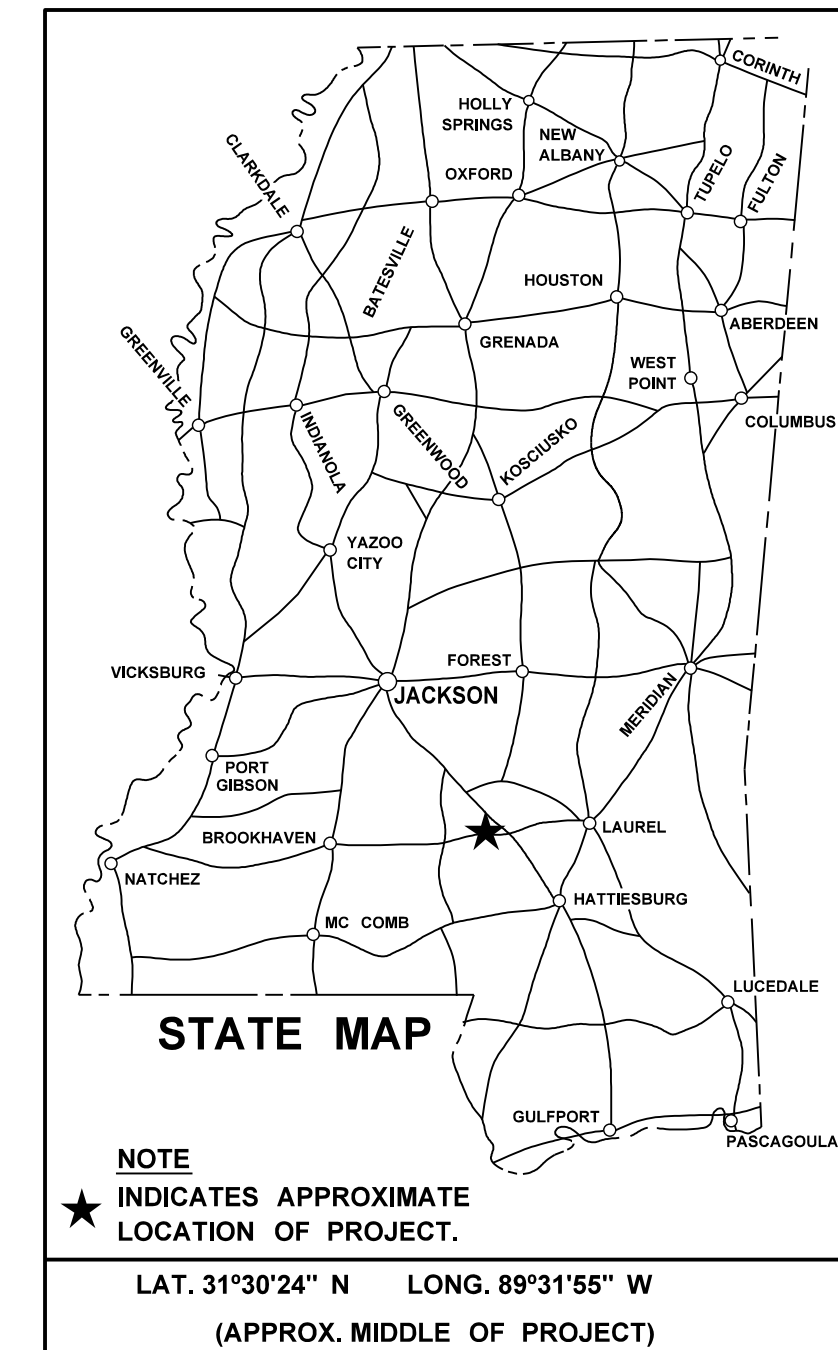 CORINTH
HOLLY
SPRINGS
NEW
ALBANY
CLARKDALE
OXFORD
TUPELO
FULTON
BATESVILLE
HOUSTON
ABERDEEN
GREENVILLE
GRENADA
WEST
POINT
COLUMBUS
INDIANOLA
GREENWOOD
KOSCIUSKO
YAZOO
CITY
VICKSBURG
FOREST
JACKSON
MERIDIAN
PORT
GIBSON
BROOKHAVEN
LAUREL
NATCHEZ
HATTIESBURG
MC COMB
LUCEDALE
STATE MAP
GULFPORT
PASCAGOULA
NOTE
INDICATES APPROXIMATE
LOCATION OF PROJECT.
LAT. 31°30'24" N LONG. 89°31'55" W
(APPROX. MIDDLE OF PROJECT)